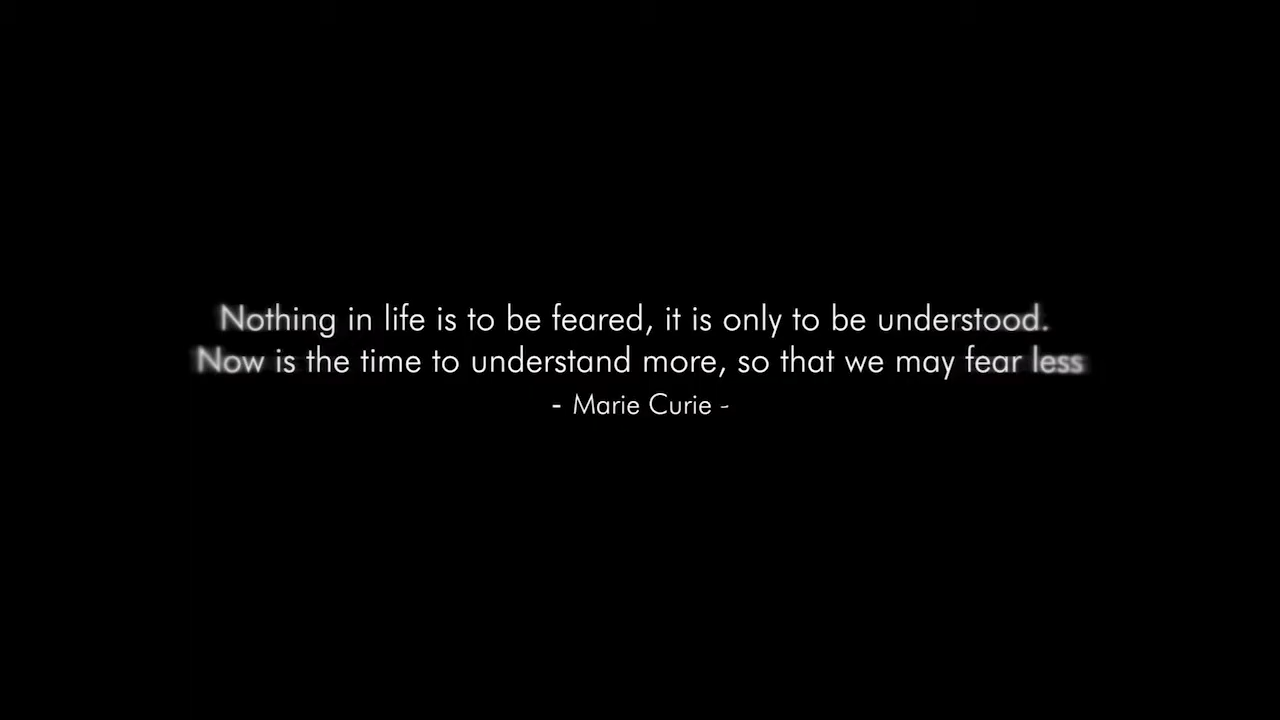 Nothing in life is to be feared, it is only to be understood.
Now is the time to understand more, so that we may fear less
- Marie Curie -